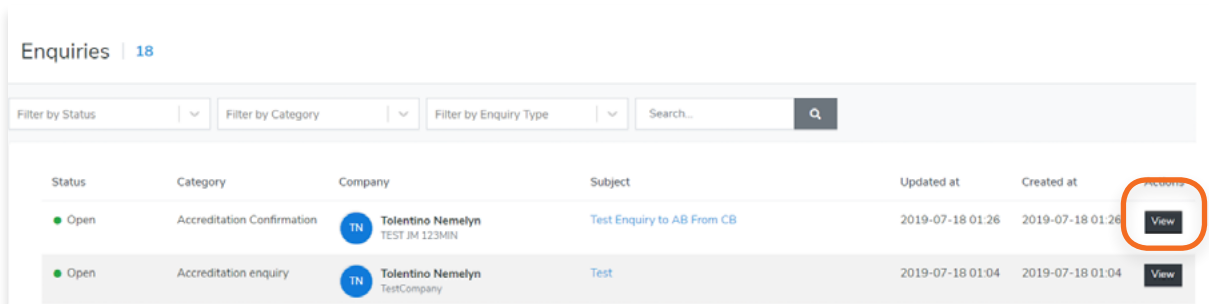 Enquiries 18
Filter by Status Filter by Category Filter by Enquiry Type Search...
Status Category Company Subject Updated at Created at Actions
Open Accreditation Confirmation TN Tolentino Nemelyn Test Enquiry to AB From CB 2019-07-18 01:26 2019-07-18 01:26 View
TEST JM 123MIN
Open Accreditation enquiry TN Tolentino Nemelyn Test 2019-07-18 01:04 2019-07-18 01:04 View
TestCompany